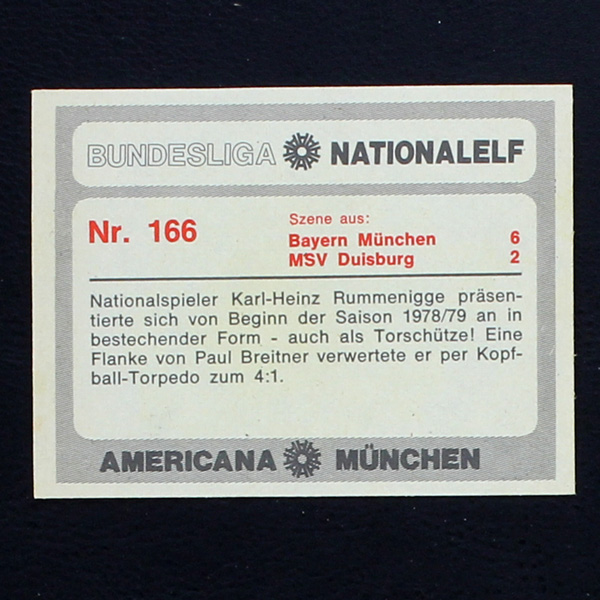 BUNDESLIGA NATIONALELF
Nr. 166
Szene aus:
Bayern München 6
MSV Duisburg 2
Nationalspieler Karl-Heinz Rummenigge präsen-
tierte sich von Beginn der Saison 1978/79 an in
bestechender Form - auch als Torschütze! Eine
Flanke von Paul Breitner verwertete er per Kopf-
ball-Torpedo zum 4:1.
AMERICANA MÜNCHEN